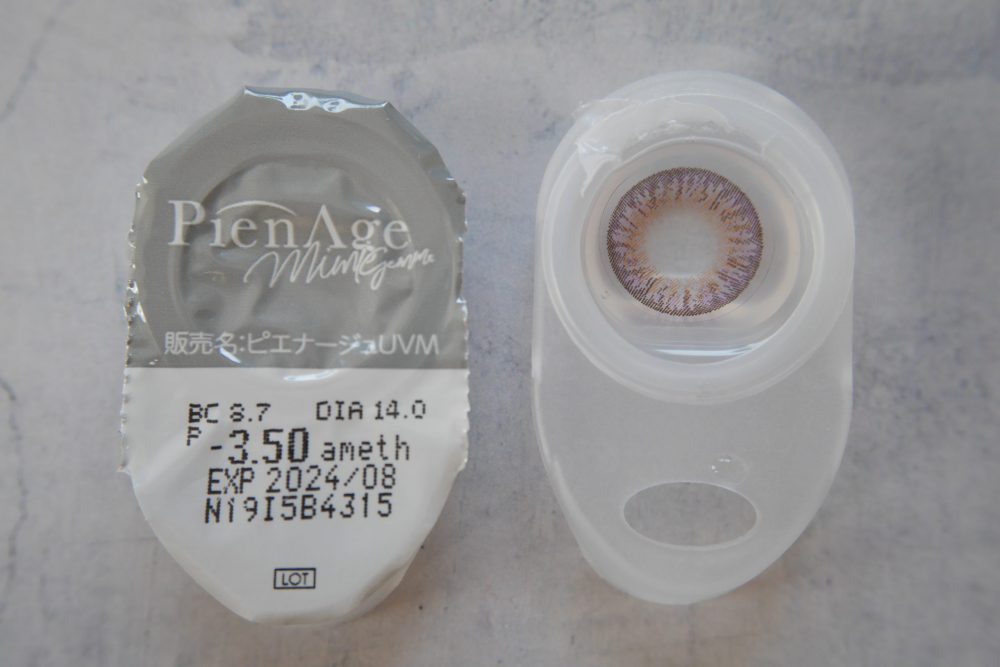 PienAge
mimigemme
販売名:ピエナージュUVM
BC 8.7 DIA 14.0
P -3.50 ameth
EXP 2024/08
N19I5B4315
LOT